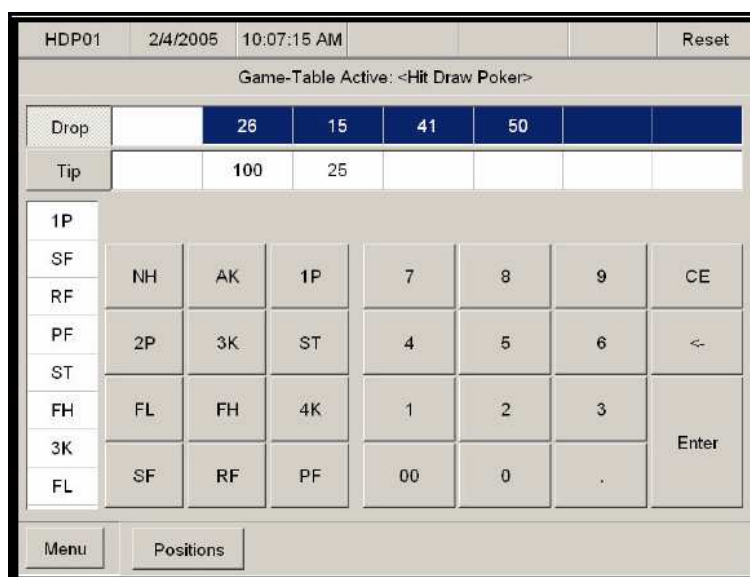 HDP01 2/4/2005 10:07:15 AM Reset
Game-Table Active: <Hit Draw Poker>
Drop 26 15 41 50
Tip 100 25
1P
SF
NH AK 1P 7 8 9 CE
RF
PF
2P 3K ST 4 5 6 <-
ST
FH
FL FH 4K 1 2 3
3K
Enter
FL
SF RF PF 00 0 .
Menu Positions